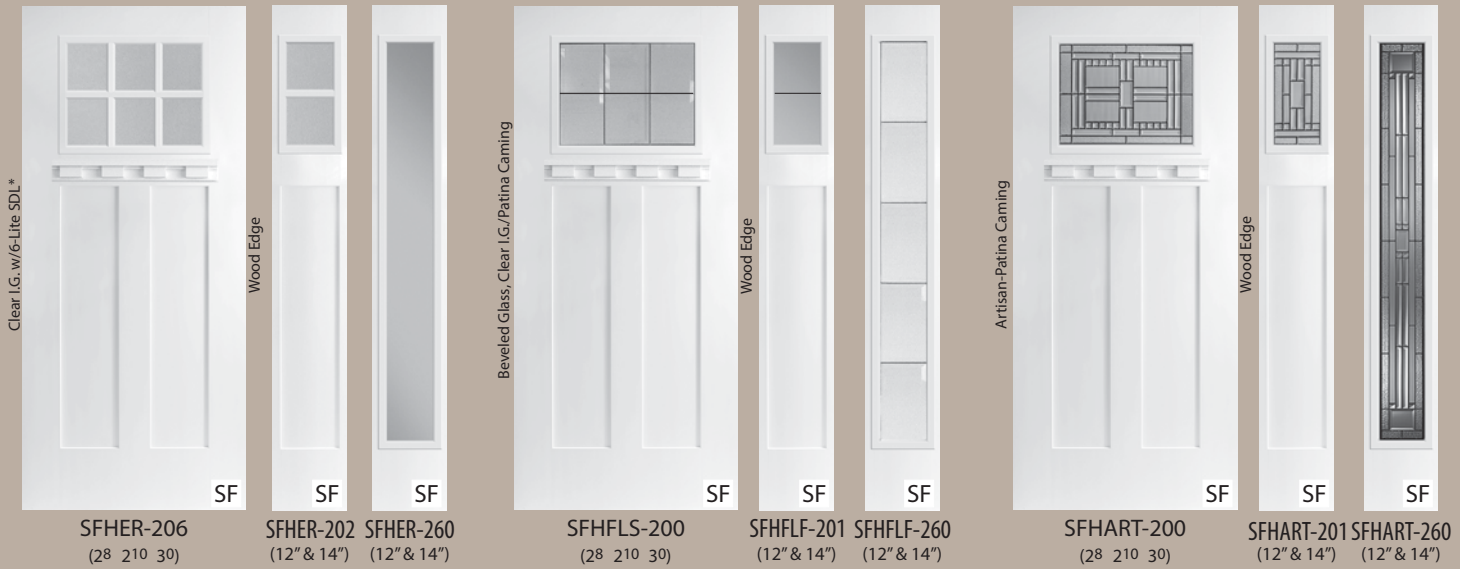 Clear I.G. w/6-Lite SDL*
SF
SFHER-206
(2⁸ 2¹⁰ 3⁰)
Wood Edge
SF
SFHER-202
(12” & 14”)
SF
SFHER-260
(12” & 14”)
Beveled Glass, Clear I.G./Patina Caming
SF
SFHFLS-200
(2⁸ 2¹⁰ 3⁰)
Wood Edge
SF
SFHFLF-201
(12” & 14”)
SF
SFHFLF-260
(12” & 14”)
Artisan-Patina Caming
SF
SFHART-200
(2⁸ 2¹⁰ 3⁰)
Wood Edge
SF
SFHART-201
(12” & 14”)
SF
SFHART-260
(12” & 14”)